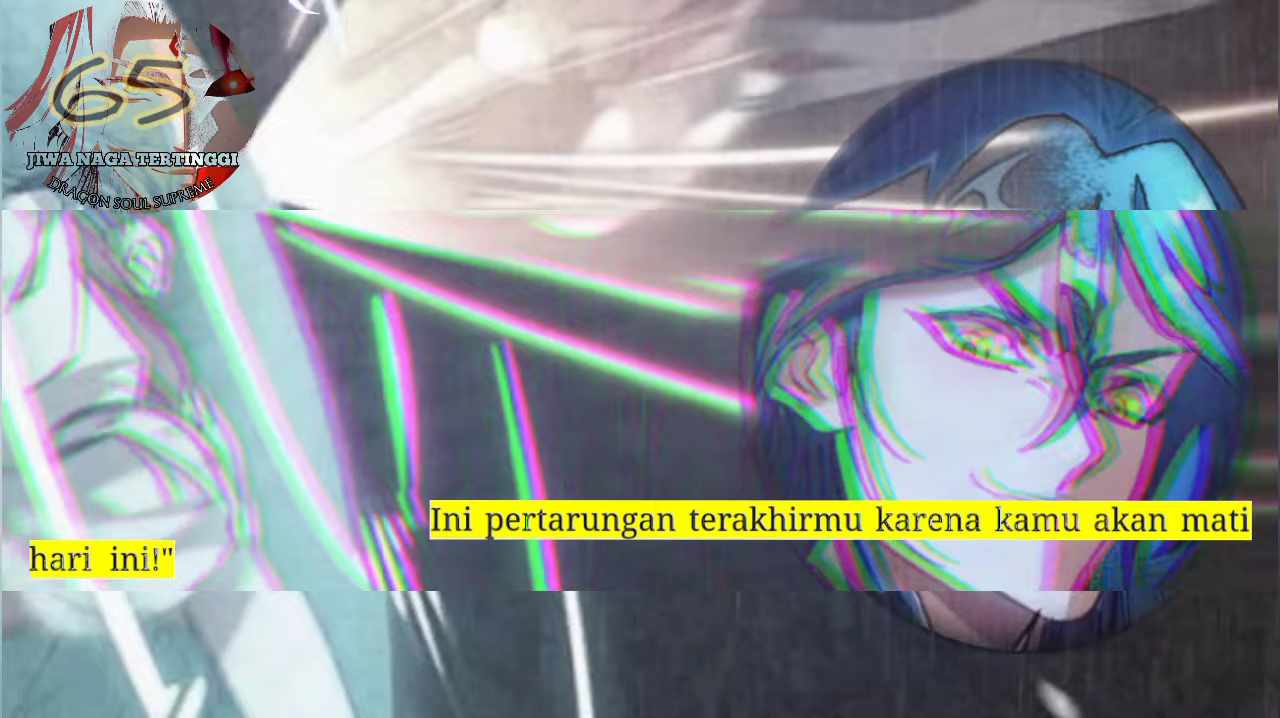 65
JIWA NAGA TERTINGGI
DRAGON SOUL SUPREME
Ini pertarungan terakhirmu karena kamu akan mati
hari ini!"